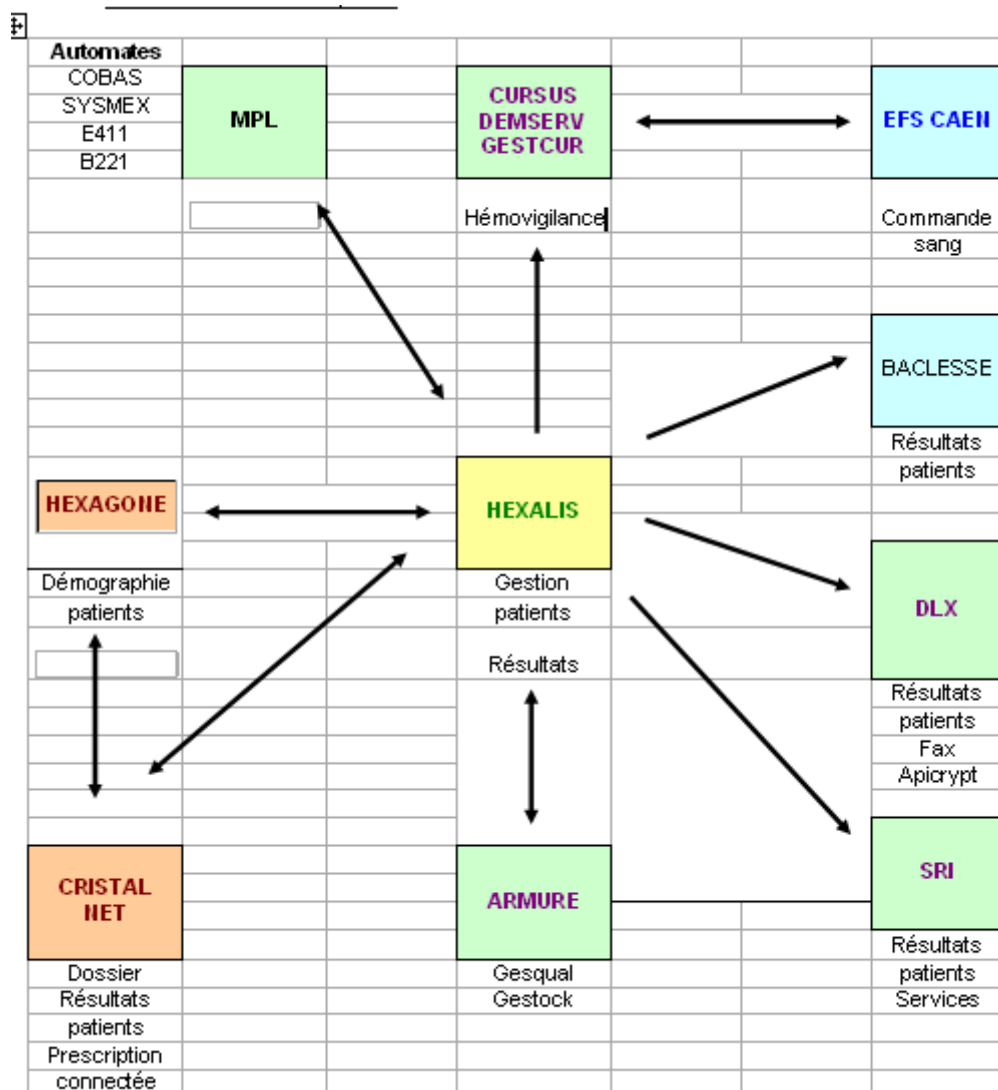 Automates
COBAS
SYSMEX
E411
B221
MPL
CURSUS
DEMSERV
GESTCUR
EFS CAEN
Hémovigilance
Commande
sang
BACLESSE
Résultats
patients
HEXAGONE
HEXALIS
Démographie
patients
Gestion
patients
Résultats
DLX
Résultats
patients
Fax
Apicrypt
CRISTAL
NET
ARMURE
SRI
Dossier
Résultats
patients
Prescription
connectée
Gesqual
Gestock
Résultats
patients
Services